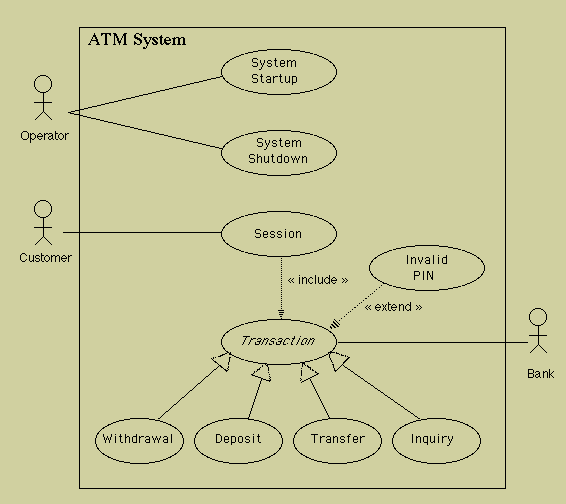 ATM System
System
Startup
Operator
System
Shutdown
Session
Customer
Invalid
PIN
« include »
« extend »
Transaction
Bank
Withdrawal
Deposit
Transfer
Inquiry